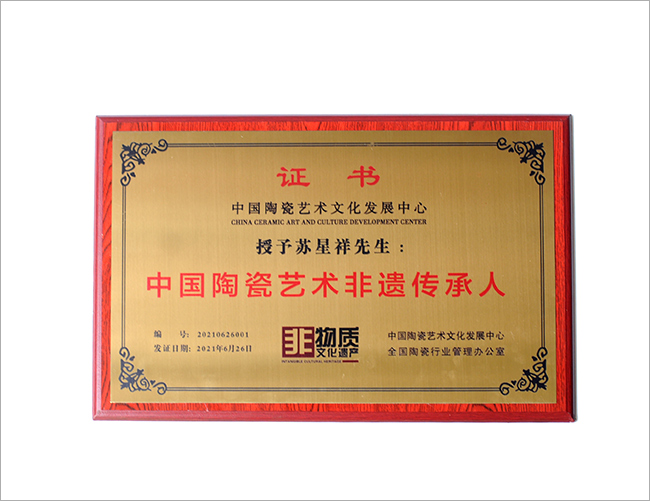 证 书
中国陶瓷艺术文化发展中心
CHINA CERAMIC ART AND CULTURE DEVELOPMENT CENTER
授予苏星祥先生：
中国陶瓷艺术非遗传承人
编 号：20210626001
发证日期：2021年6月26日
非物质
文化遗产
INTANGIBLE CULTURAL HERITAGE
中国陶瓷艺术文化发展中心
全国陶瓷行业管理办公室